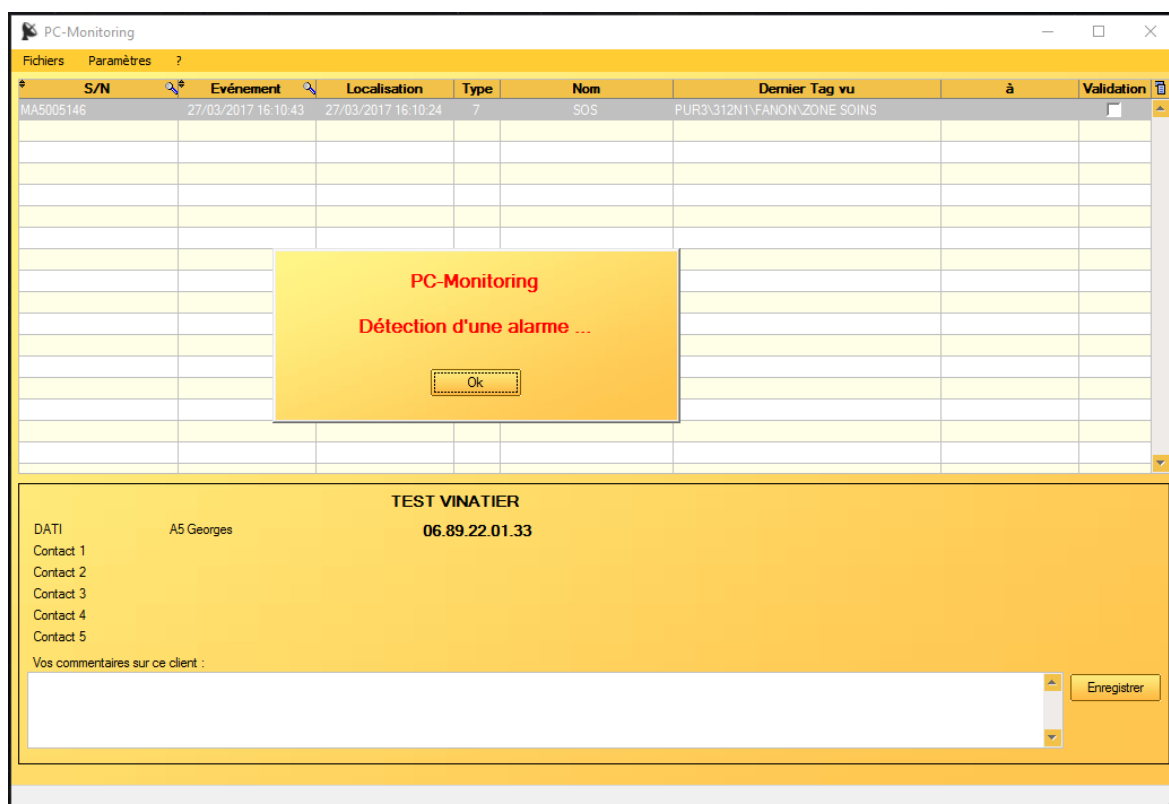 PC-Monitoring
Fichiers Paramètres ?
S/N Evénement Localisation Type Nom Dernier Tag vu à Validation
MA5005146 27/03/2017 16:10:43 27/03/2017 16:10:24 7 SOS PUR3\312N1\FANON\ZONE SOINS
PC-Monitoring
Détection d'une alarme ...
Ok
TEST VINATIER
DATI A5 Georges 06.89.22.01.33
Contact 1
Contact 2
Contact 3
Contact 4
Contact 5
Vos commentaires sur ce client :
Enregistrer